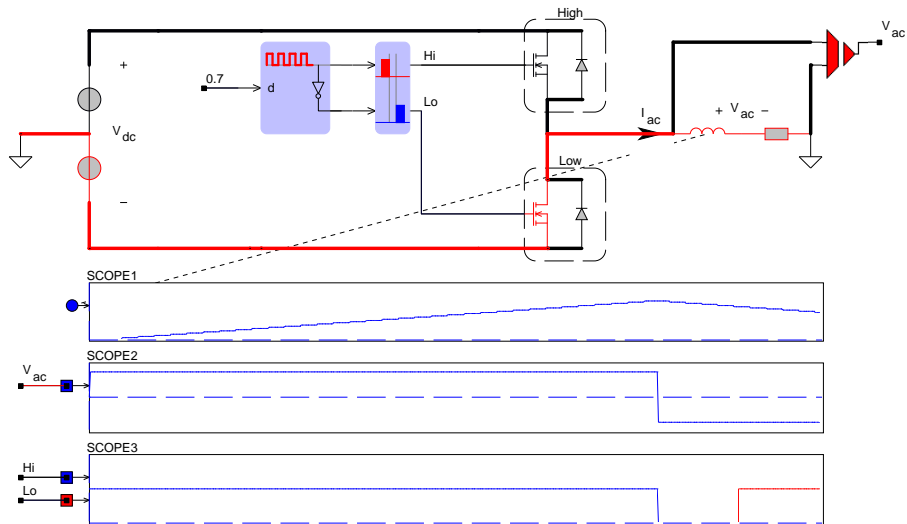 High
V ac
0.7
d
Hi
Lo
I ac
+ V ac −
+
V dc
−
Low
SCOPE1
SCOPE2
V ac
SCOPE3
Hi
Lo